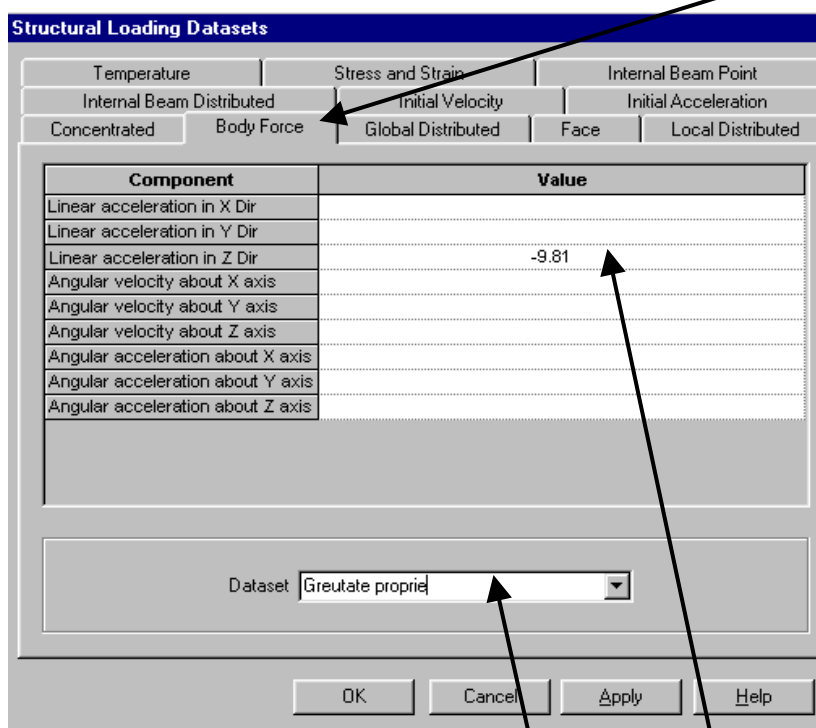 Structural Loading Datasets
Temperature Stress and Strain Internal Beam Point
Internal Beam Distributed Initial Velocity Initial Acceleration
Concentrated Body Force Global Distributed Face Local Distributed
Component Value
Linear acceleration in X Dir
Linear acceleration in Y Dir
Linear acceleration in Z Dir -9.81
Angular velocity about X axis
Angular velocity about Y axis
Angular velocity about Z axis
Angular acceleration about X axis
Angular acceleration about Y axis
Angular acceleration about Z axis
Dataset Greutate proprie
OK Cancel Apply Help